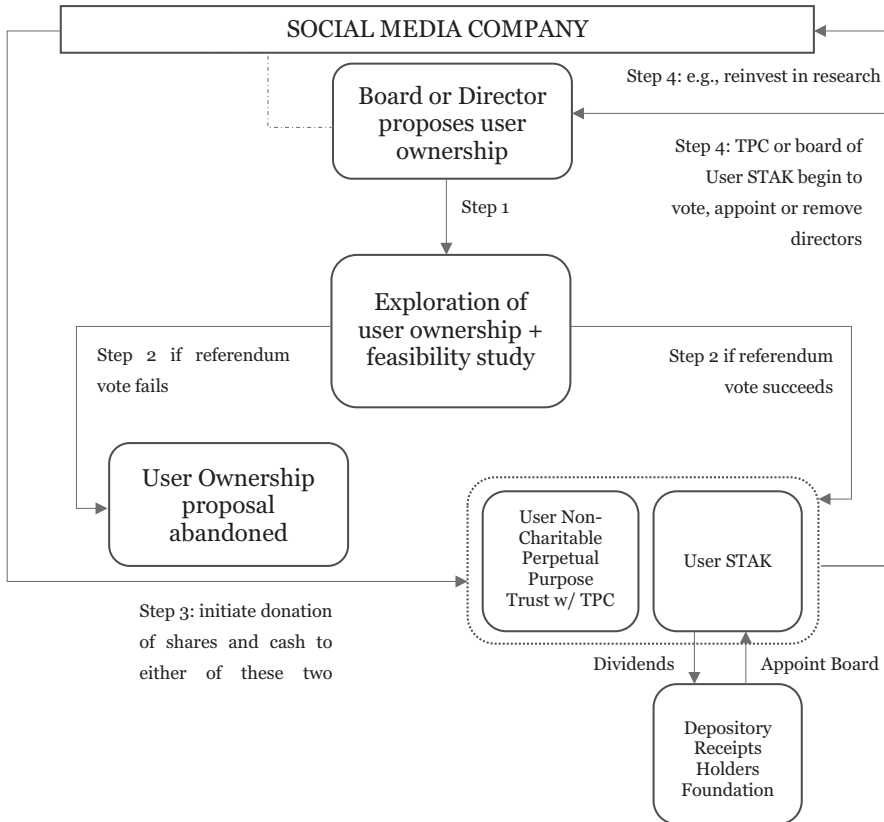 SOCIAL MEDIA COMPANY
Step 4: e.g., reinvest in research
Board or Director
proposes user
ownership
Step 4: TPC or board of
User STAK begin to
vote, appoint or remove
directors
Step 1
Exploration of
user ownership +
feasibility study
Step 2 if referendum
vote fails
Step 2 if referendum
vote succeeds
User Ownership
proposal
abandoned
User Non-
Charitable
Perpetual
Purpose
Trust w/ TPC
User STAK
Step 3: initiate donation
of shares and cash to
either of these two
Dividends
Appoint Board
Depository
Receipts
Holders
Foundation